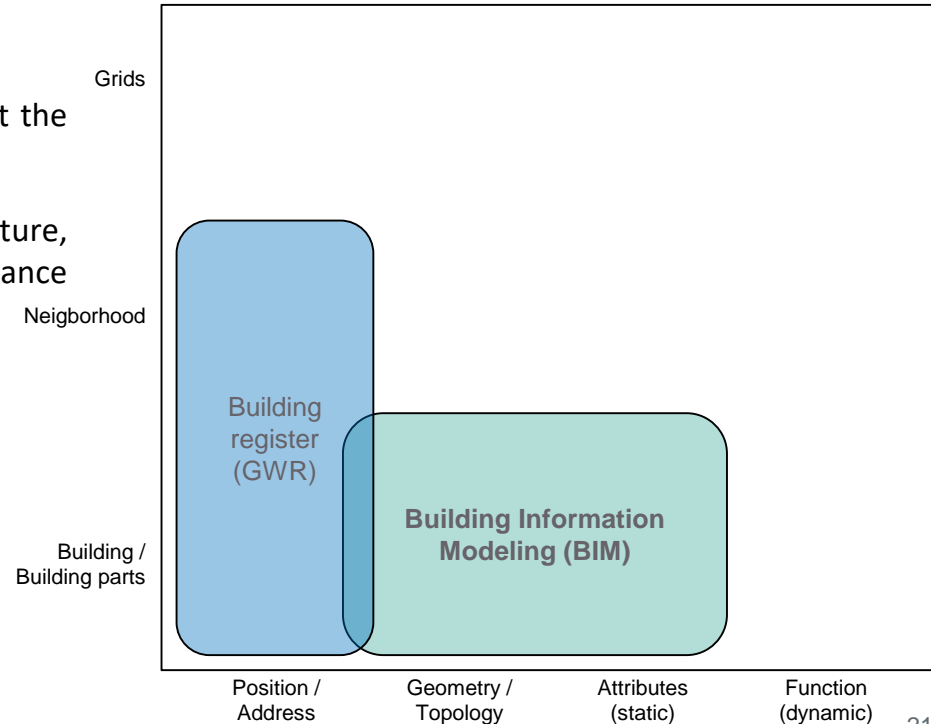 Grids
t the
ture,
ance
Neigborhood
Building
register
(GWR)
Building Information
Modeling (BIM)
Building /
Building parts
Position /
Address
Geometry /
Topology
Attributes
(static)
Function
(dynamic)